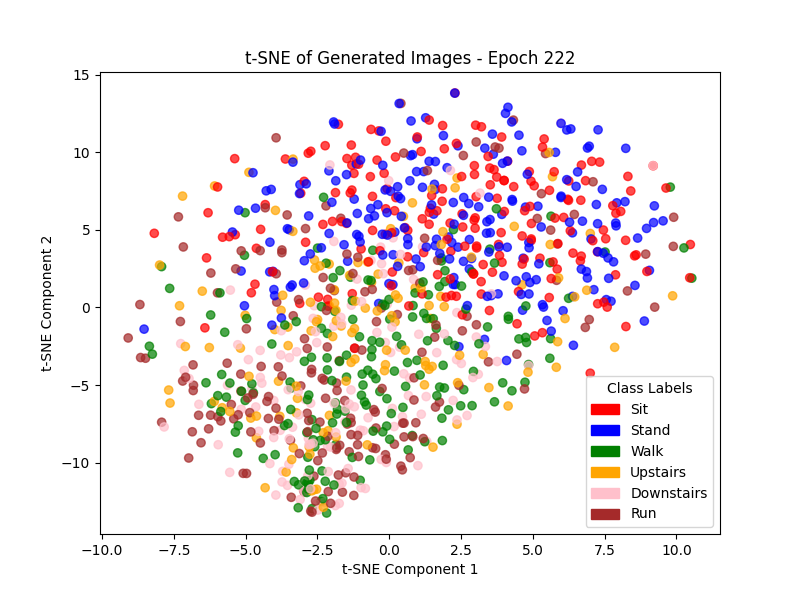 t-SNE of Generated Images - Epoch 222
15
10
5
0
−5
−10
t-SNE Component 2
Class Labels
Sit
Stand
Walk
Upstairs
Downstairs
Run
−10.0 −7.5 −5.0 −2.5 0.0 2.5 5.0 7.5 10.0
t-SNE Component 1